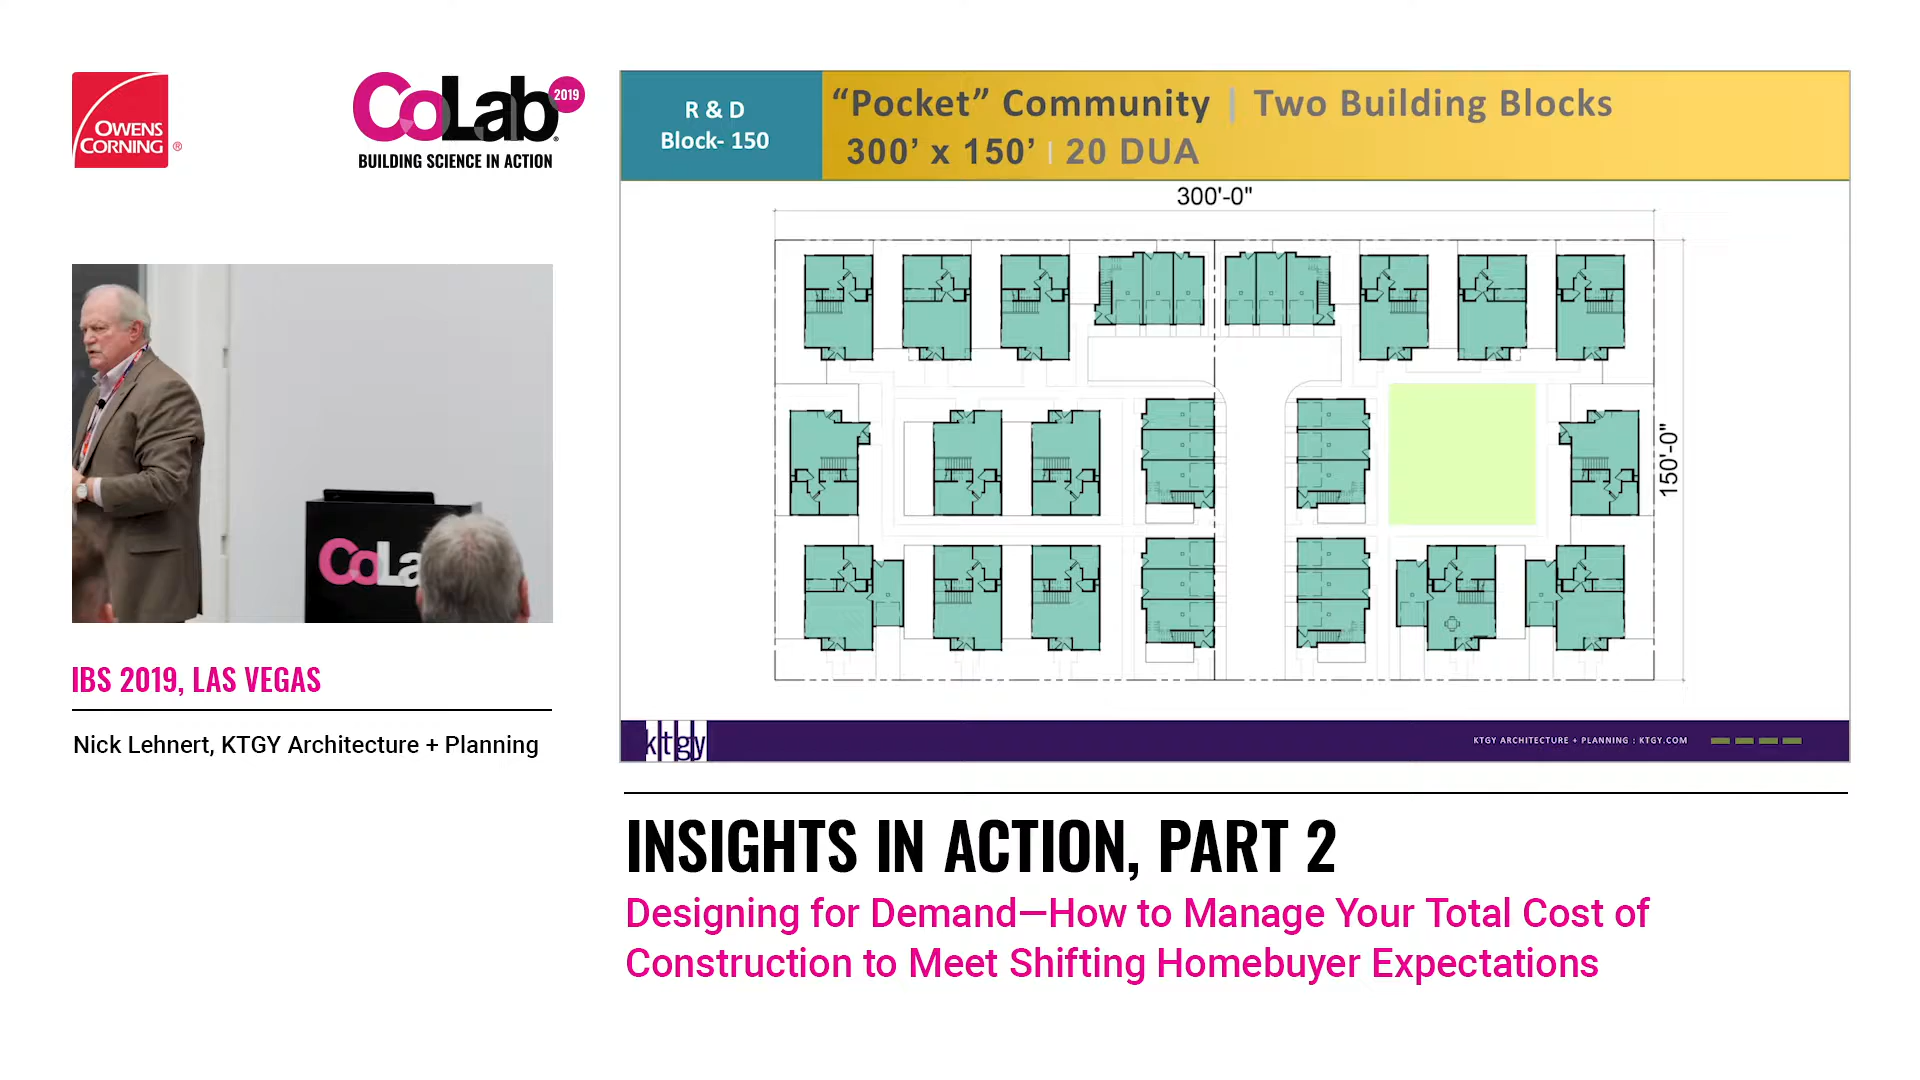 OWENS
CORNING ®
CoLab® 2019
BUILDING SCIENCE IN ACTION
R & D
Block- 150
“Pocket” Community | Two Building Blocks
300’ x 150’ | 20 DUA
300'-0"
150'-0"
CoLa
IBS 2019, LAS VEGAS
Nick Lehnert, KTGY Architecture + Planning
ktgy
KTGY ARCHITECTURE + PLANNING : KTGY.COM
INSIGHTS IN ACTION, PART 2
Designing for Demand—How to Manage Your Total Cost of
Construction to Meet Shifting Homebuyer Expectations